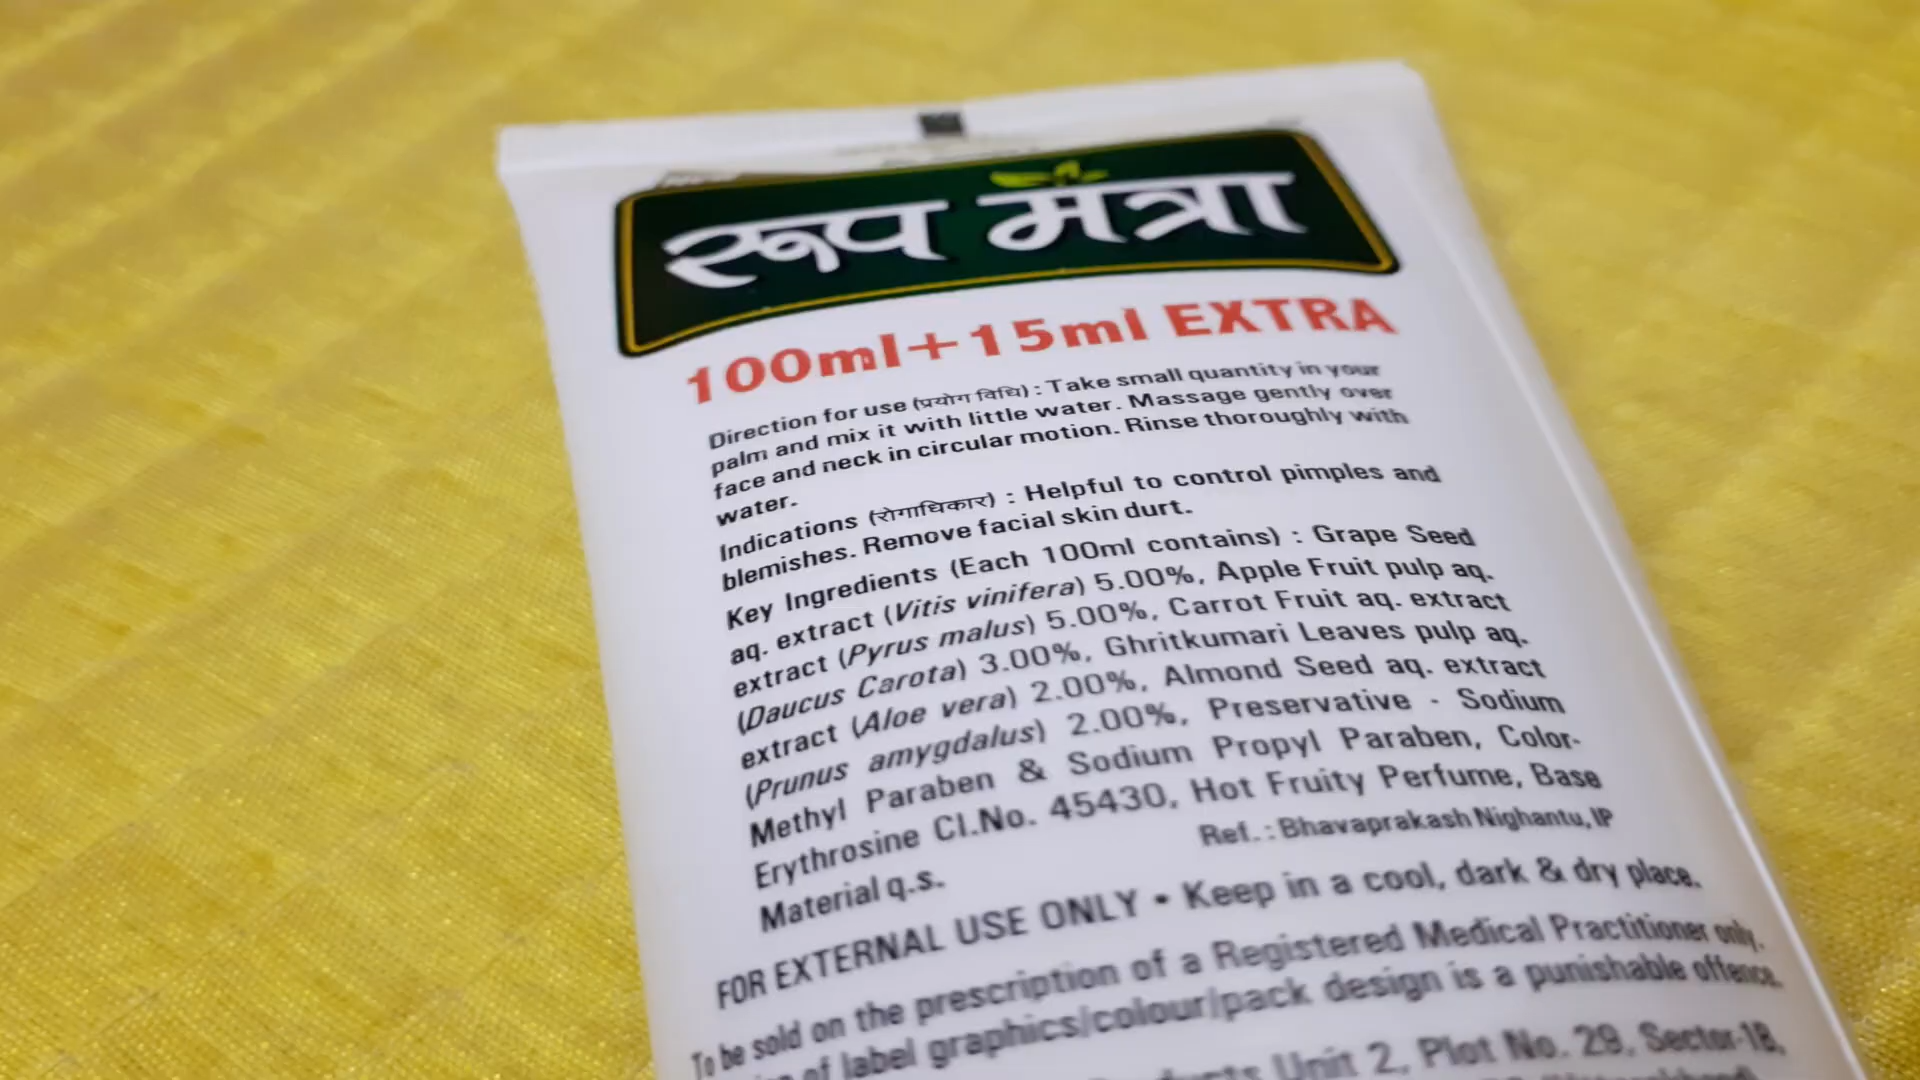 रूप मंत्रा
100ml+15ml EXTRA
Direction for use (प्रयोग विधि) : Take small quantity in your
palm and mix it with little water. Massage gently over
face and neck in circular motion. Rinse thoroughly with
water.
Indications (रोगाधिकार) : Helpful to control pimples and
blemishes. Remove facial skin durt.
Key Ingredients (Each 100ml contains) : Grape Seed
aq. extract (Vitis vinifera) 5.00%, Apple Fruit pulp aq.
extract (Pyrus malus) 5.00%, Carrot Fruit aq. extract
(Daucus Carota) 3.00%, Ghritkumari Leaves pulp aq.
extract (Aloe vera) 2.00%, Almond Seed aq. extract
(Prunus amygdalus) 2.00%, Preservative - Sodium
Methyl Paraben & Sodium Propyl Paraben, Color-
Erythrosine CI.No. 45430, Hot Fruity Perfume, Base
Material q.s.
Ref. : Bhavaprakash Nighantu, IP
FOR EXTERNAL USE ONLY • Keep in a cool, dark & dry place.
To be sold on the prescription of a Registered Medical Practitioner only.
of label graphics/colour/pack design is a punishable offence.
Unit 2, Plot No. 29, Sector-1B,